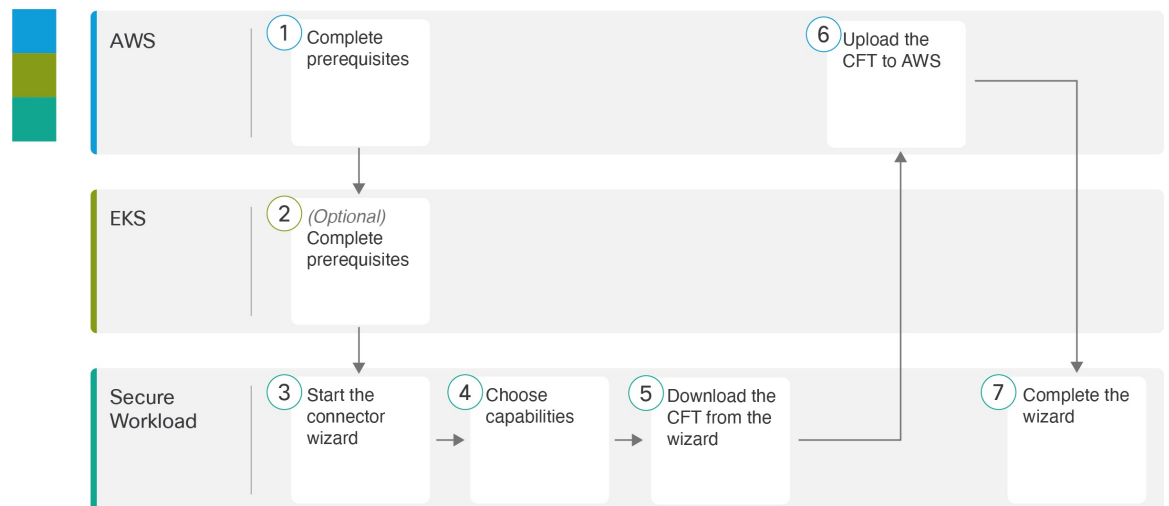 AWS
1
Complete
prerequisites
6
Upload the
CFT to AWS
EKS
2
(Optional)
Complete
prerequisites
Secure
Workload
3
Start the
connector
wizard
4
Choose
capabilities
5
Download the
CFT from the
wizard
7
Complete the
wizard